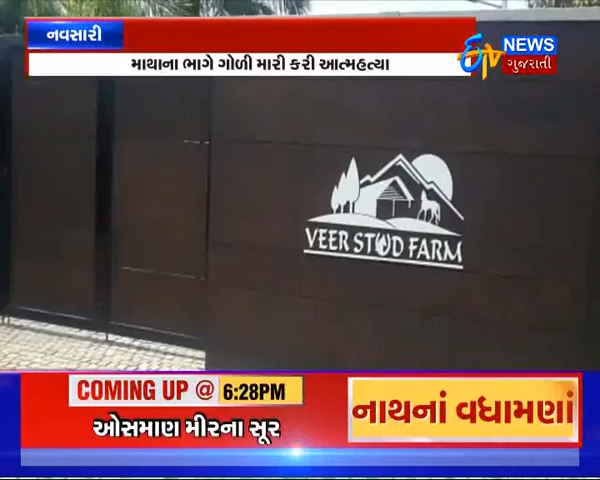 નવસારી
માથાના ભાગે ગોળી મારી કરી આત્મહત્યા
etv NEWS
ગુજરાતી
VEER STUD FARM
COMING UP @ 6:28PM
ઓસમાણ મીરના સૂર
નાથનાં વધામણાં